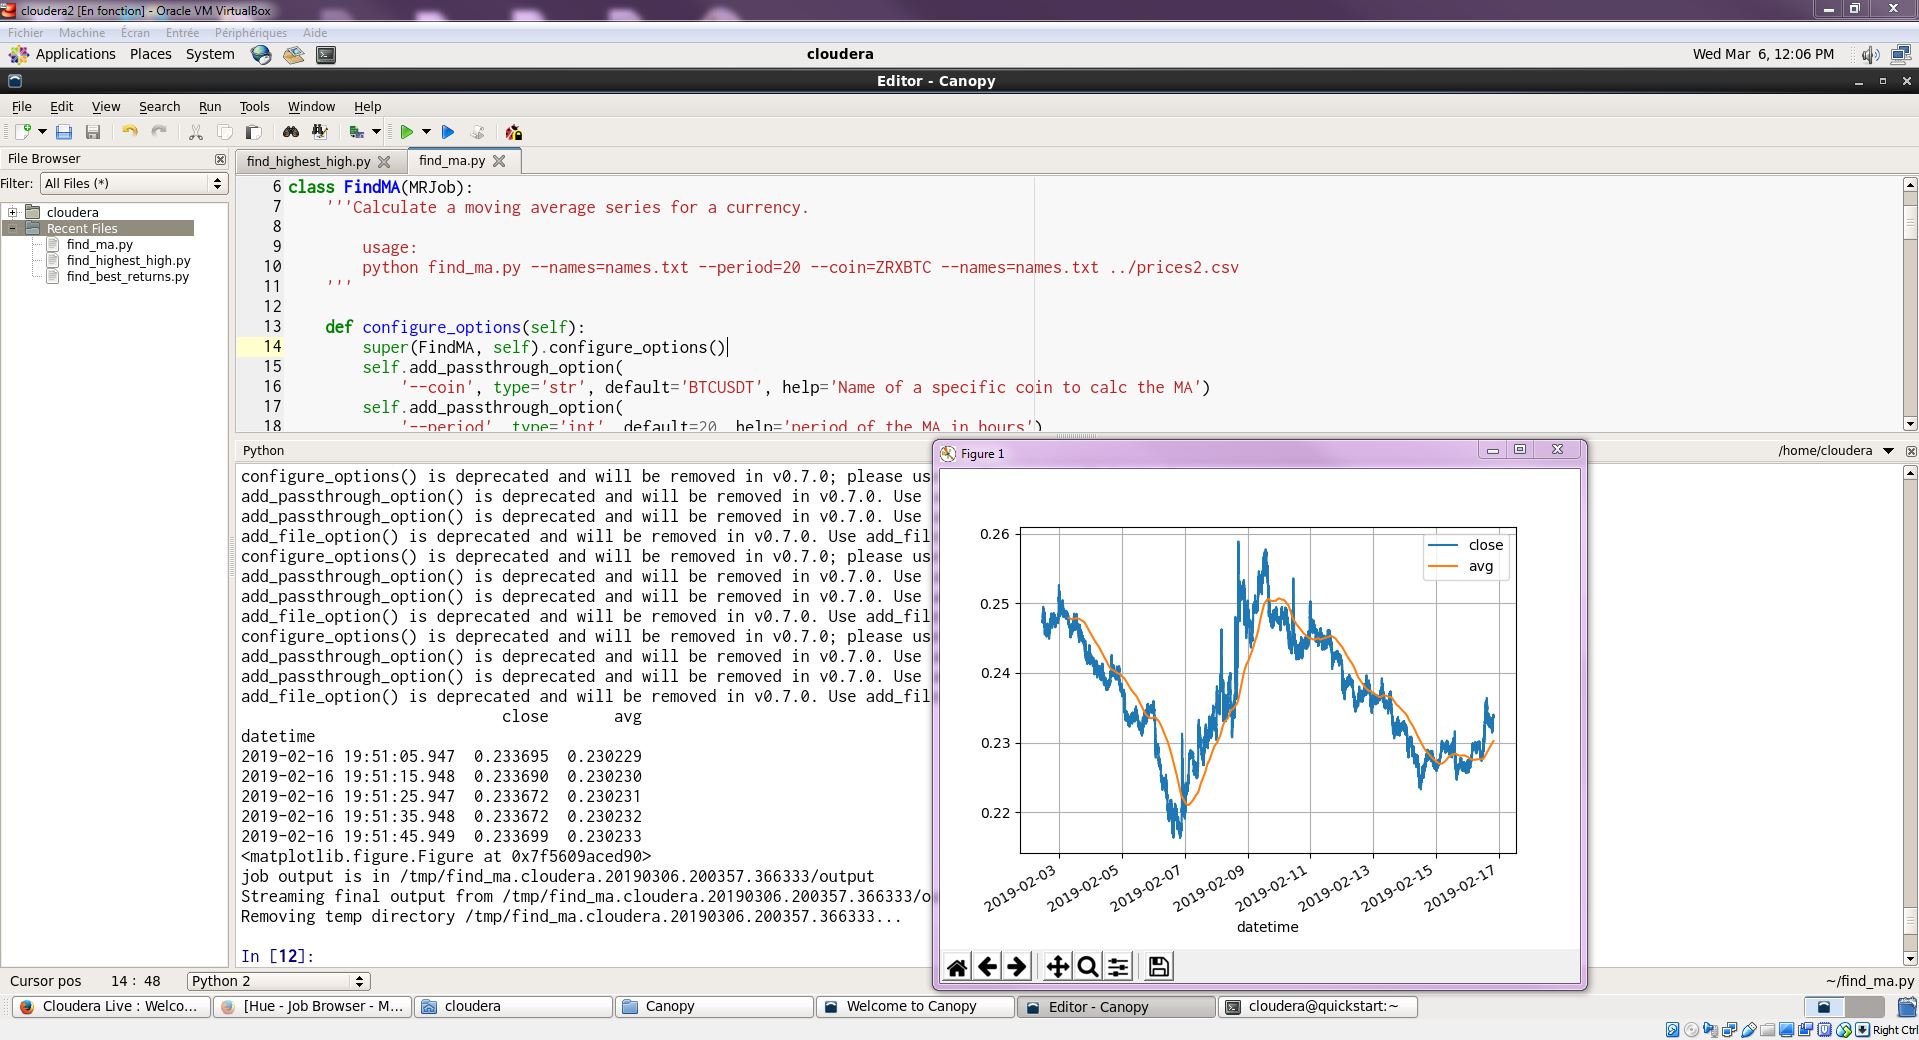 cloudera2 [En fonction] - Oracle VM VirtualBox
Fichier Machine Écran Entrée Périphériques Aide
Applications Places System cloudera Wed Mar 6, 12:06 PM
Editor - Canopy
File Edit View Search Run Tools Window Help
File Browser
Filter: All Files (*)
cloudera
Recent Files
find_ma.py
find_highest_high.py
find_best_returns.py
find_highest_high.py find_ma.py
6 class FindMA(MRJob):
7 '''Calculate a moving average series for a currency.
8
9 usage:
10 python find_ma.py --names=names.txt --period=20 --coin=ZRXBTC --names=names.txt ../prices2.csv
11 '''
12
13 def configure_options(self):
14 super(FindMA, self).configure_options()
15 self.add_passthrough_option(
16 '--coin', type='str', default='BTCUSDT', help='Name of a specific coin to calc the MA')
17 self.add_passthrough_option(
18 '--period', type='int', default=20, help='period of the MA in hours')
Python /home/cloudera
configure_options() is deprecated and will be removed in v0.7.0; please us
add_passthrough_option() is deprecated and will be removed in v0.7.0. Use
add_passthrough_option() is deprecated and will be removed in v0.7.0. Use
add_file_option() is deprecated and will be removed in v0.7.0. Use add_fil
configure_options() is deprecated and will be removed in v0.7.0; please us
add_passthrough_option() is deprecated and will be removed in v0.7.0. Use
add_passthrough_option() is deprecated and will be removed in v0.7.0. Use
add_file_option() is deprecated and will be removed in v0.7.0. Use add_fil
configure_options() is deprecated and will be removed in v0.7.0; please us
add_passthrough_option() is deprecated and will be removed in v0.7.0. Use
add_passthrough_option() is deprecated and will be removed in v0.7.0. Use
add_file_option() is deprecated and will be removed in v0.7.0. Use add_fil
close avg
datetime
2019-02-16 19:51:05.947 0.233695 0.230229
2019-02-16 19:51:15.948 0.233690 0.230230
2019-02-16 19:51:25.947 0.233672 0.230231
2019-02-16 19:51:35.948 0.233672 0.230232
2019-02-16 19:51:45.949 0.233699 0.230233
<matplotlib.figure.Figure at 0x7f5609aced90>
job output is in /tmp/find_ma.cloudera.20190306.200357.366333/output
Streaming final output from /tmp/find_ma.cloudera.20190306.200357.366333/o
Removing temp directory /tmp/find_ma.cloudera.20190306.200357.366333...
In [12]:
Figure 1
close
avg
0.26
0.25
0.24
0.23
0.22
2019-02-03 2019-02-05 2019-02-07 2019-02-09 2019-02-11 2019-02-13 2019-02-15 2019-02-17
datetime
Cursor pos 14 : 48 Python 2 ~/find_ma.py
Cloudera Live : Welco... [Hue - Job Browser - M... cloudera Canopy Welcome to Canopy Editor - Canopy cloudera@quickstart:~
Right Ctrl